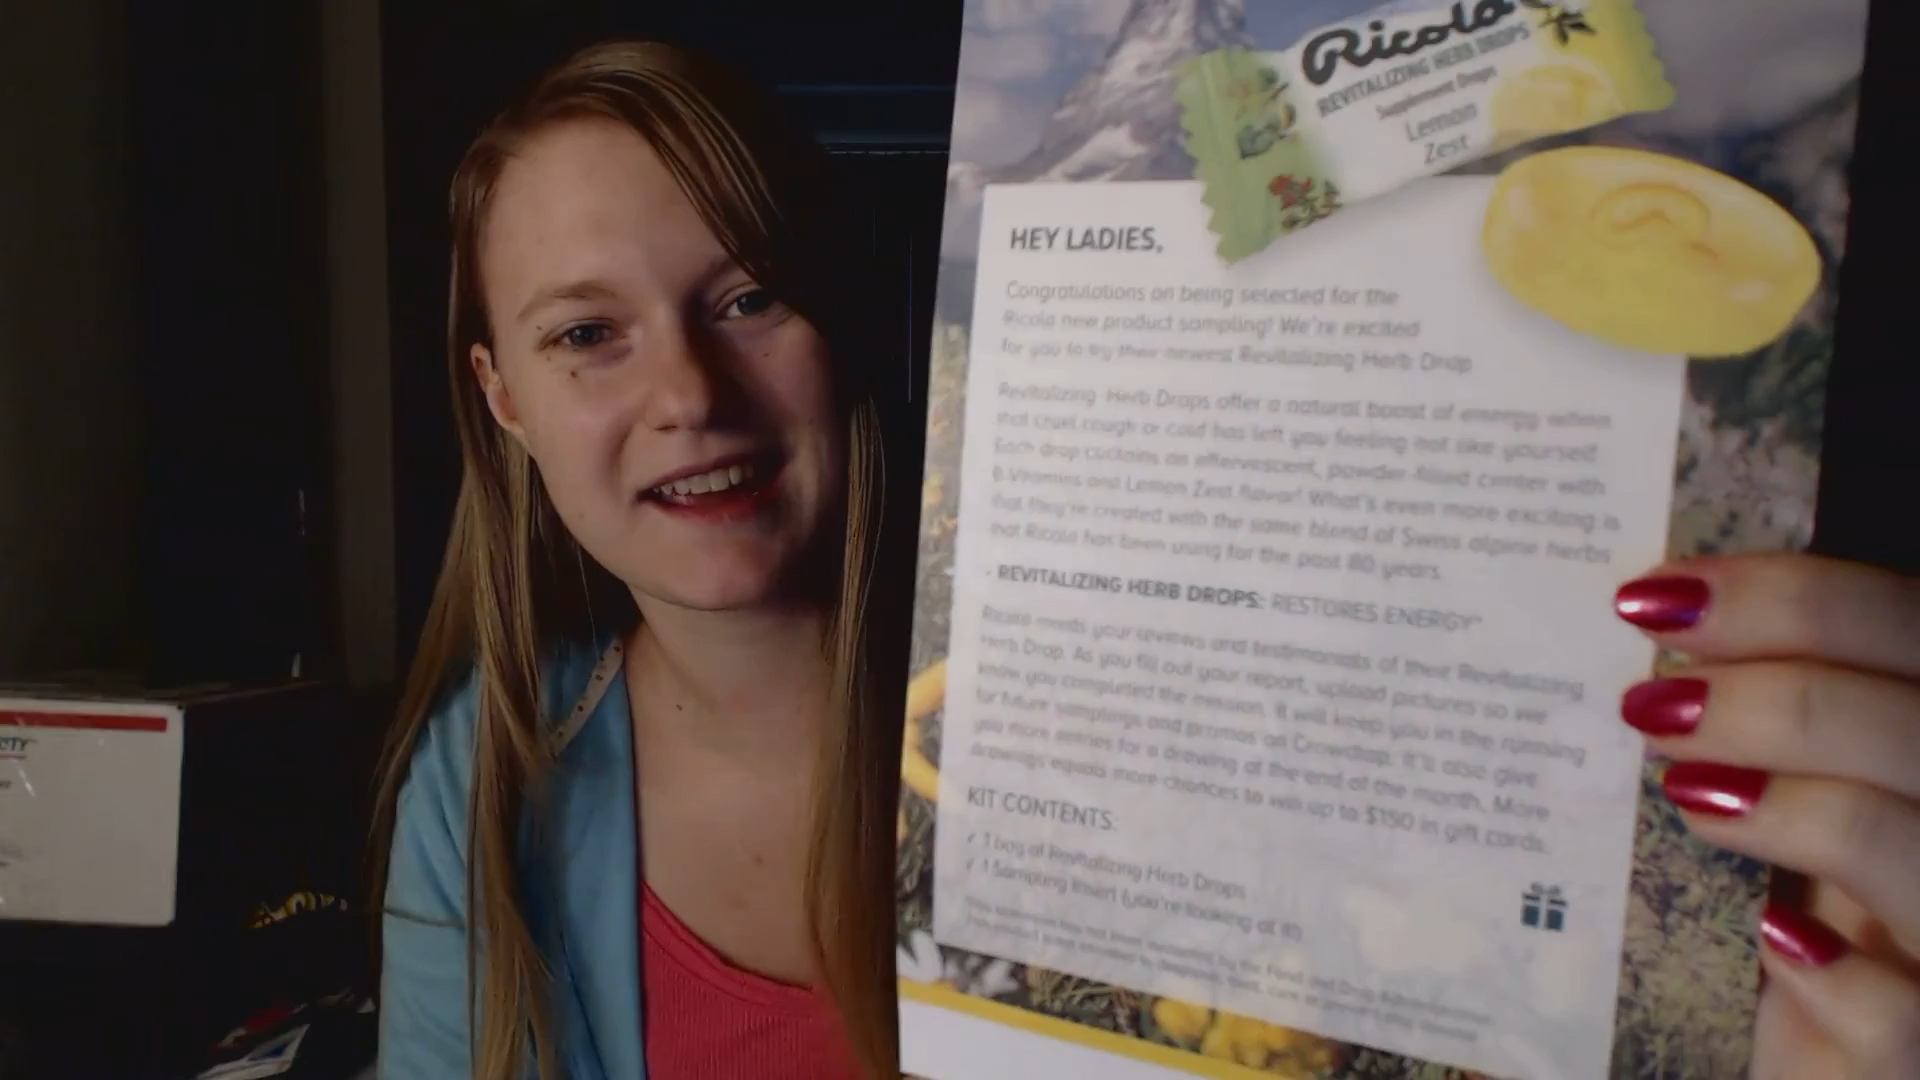 Ricola
REVITALIZING HERB DROPS
Supplement Drops
Lemon
Zest
HEY LADIES,
Congratulations on being selected for the
Ricola new product sampling! We're excited
for you to try their newest Revitalizing Herb Drop
Revitalizing Herb Drops offer a natural boost of energy when
that cruel cough or cold has left you feeling not like yourself.
Each drop contains an effervescent, powder-filled center with
B-Vitamins and Lemon Zest flavor! What's even more exciting is
that they're created with the same blend of Swiss alpine herbs
that Ricola has been using for the past 80 years.
- REVITALIZING HERB DROPS: RESTORES ENERGY*
Ricola needs your reviews and testimonials of their Revitalizing
Herb Drop. As you fill out your report, upload pictures so we
know you completed the mission. It will keep you in the running
for future samplings and promos on Crowdtap. It'll also give
you more entries for a drawing at the end of the month. More
drawings equals more chances to win up to $150 in gift cards.
KIT CONTENTS:
✓ 1 bag of Revitalizing Herb Drops
✓ 1 Sampling Insert (you're looking at it)
by the Food and Drug Administration